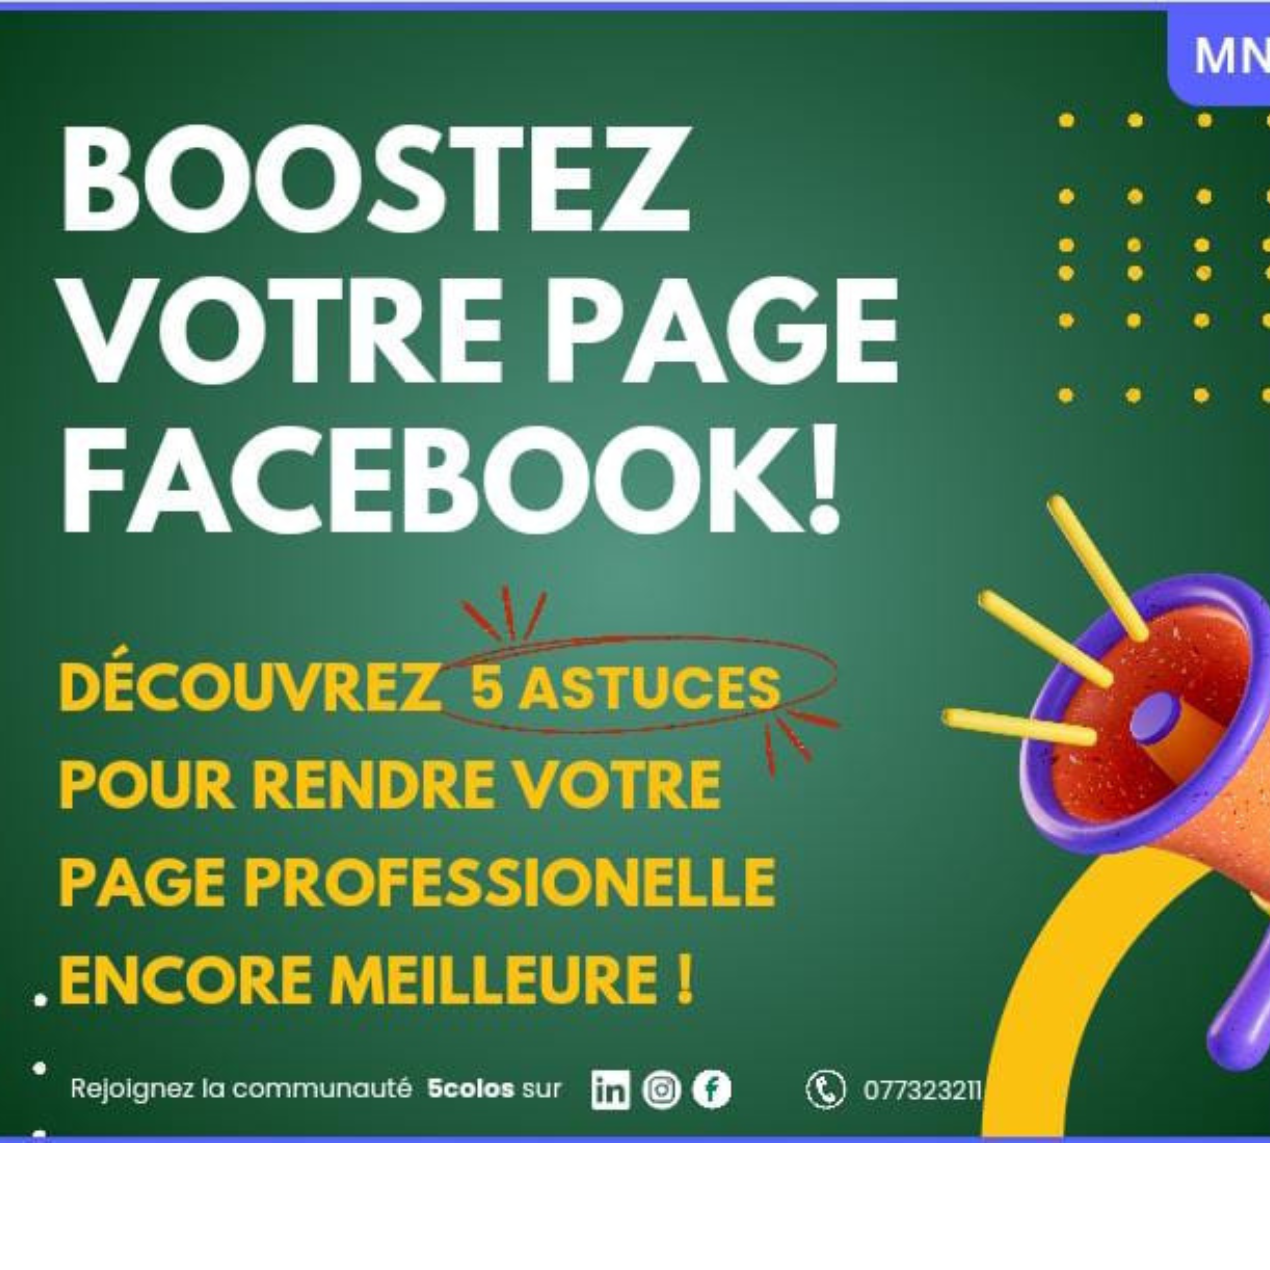 MN
BOOSTEZ
VOTRE PAGE
FACEBOOK!
DÉCOUVREZ 5 ASTUCES
POUR RENDRE VOTRE
PAGE PROFESSIONELLE
ENCORE MEILLEURE !
Rejoignez la communauté 5colos sur in f 077323211